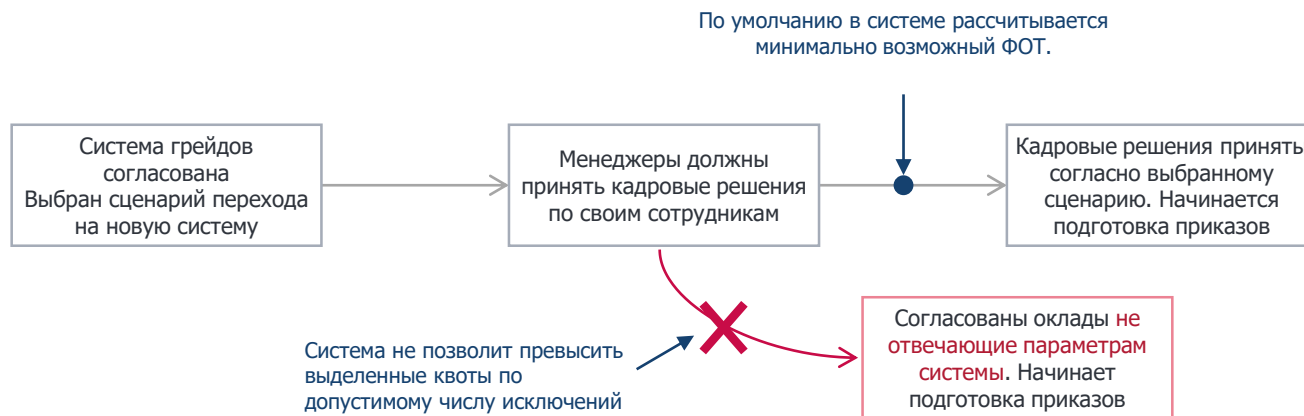 По умолчанию в системе рассчитывается
минимально возможный ФОТ.
Система грейдов
согласована
Выбран сценарий перехода
на новую систему
Менеджеры должны
принять кадровые решения
по своим сотрудникам
Кадровые решения принять
согласно выбранному
сценарию. Начинается
подготовка приказов
Система не позволит превысить
выделенные квоты по
допустимому числу исключений
Согласованы оклады не
отвечающие параметрам
системы. Начинает
подготовка приказов